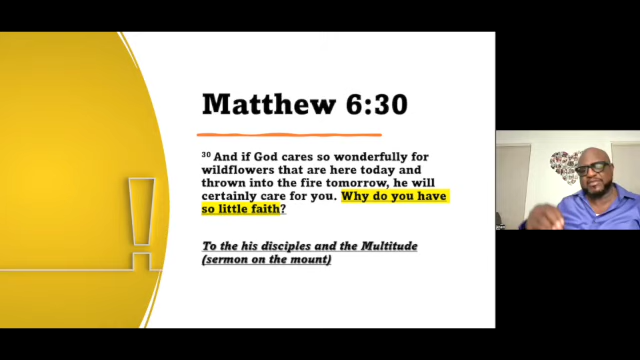 Matthew 6:30
30 And if God cares so wonderfully for
wildflowers that are here today and
thrown into the fire tomorrow, he will
certainly care for you. Why do you have
so little faith?
To the his disciples and the Multitude
(sermon on the mount)